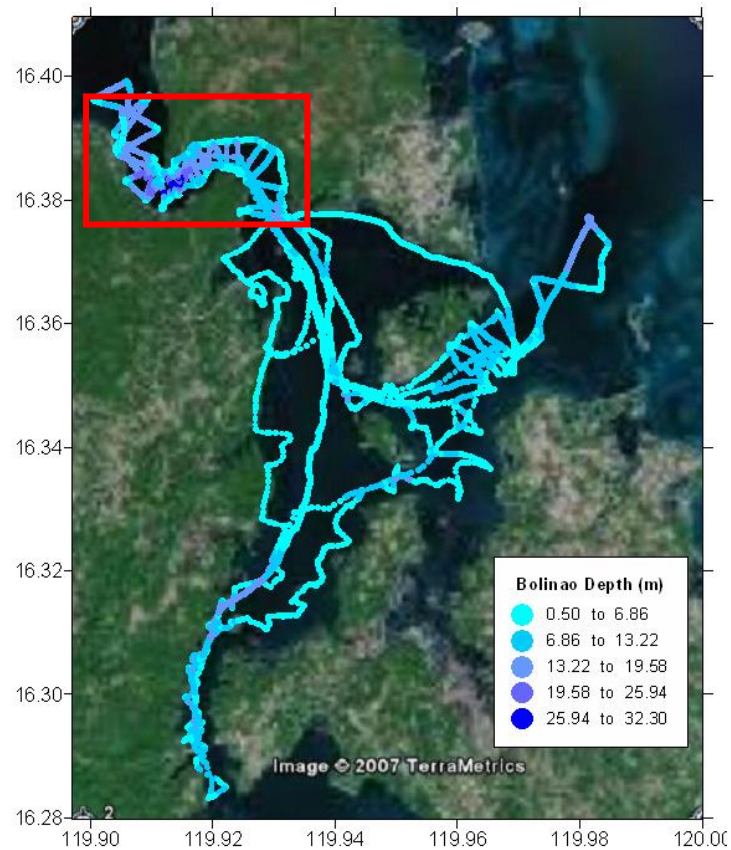 16.40
16.38
16.36
16.34
16.32
16.30
16.28
Bolinao Depth (m)
0.50 to 6.86
6.86 to 13.22
13.22 to 19.58
19.58 to 25.94
25.94 to 32.30
Image © 2007 TerraMetrics
2
119.90 119.92 119.94 119.96 119.98 120.00